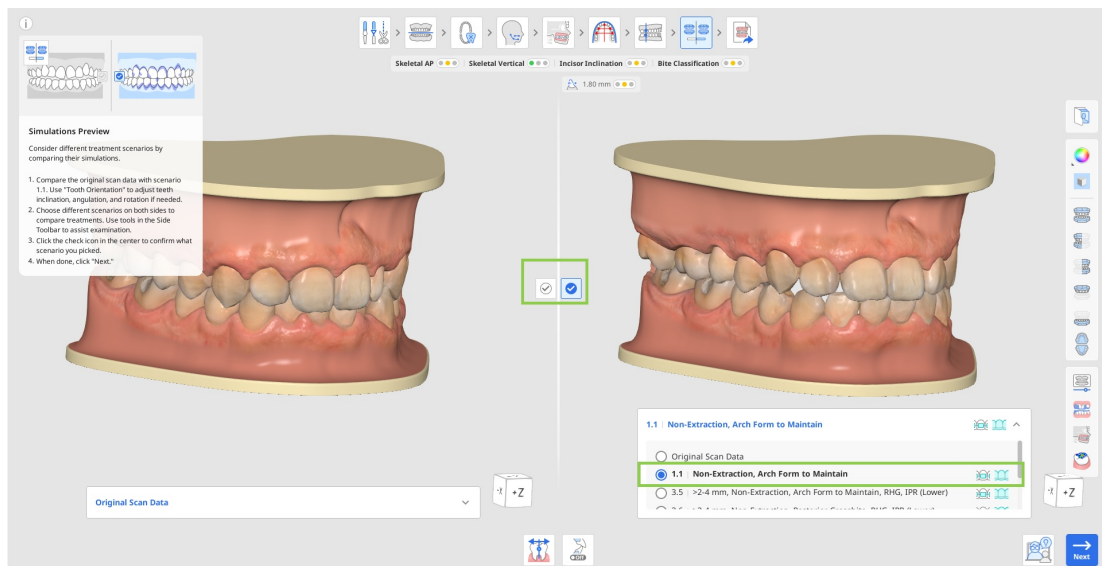 Skeletal AP
Skeletal Vertical
Incisor Inclination
Bite Classification
1.80 mm
Simulations Preview
Consider different treatment scenarios by
comparing their simulations.
1. Compare the original scan data with scenario
1.1. Use "Tooth Orientation" to adjust teeth
inclination, angulation, and rotation if needed.
2. Choose different scenarios on both sides to
compare treatments. Use tools in the Side
Toolbar to assist examination.
3. Click the check icon in the center to confirm what
scenario you picked.
4. When done, click "Next."
1.1 Non-Extraction, Arch Form to Maintain
Original Scan Data
1.1 Non-Extraction, Arch Form to Maintain
3.5 >2-4 mm, Non-Extraction, Arch Form to Maintain, RHG, IPR (Lower)
Original Scan Data
+Z
+Z
OFF
Next